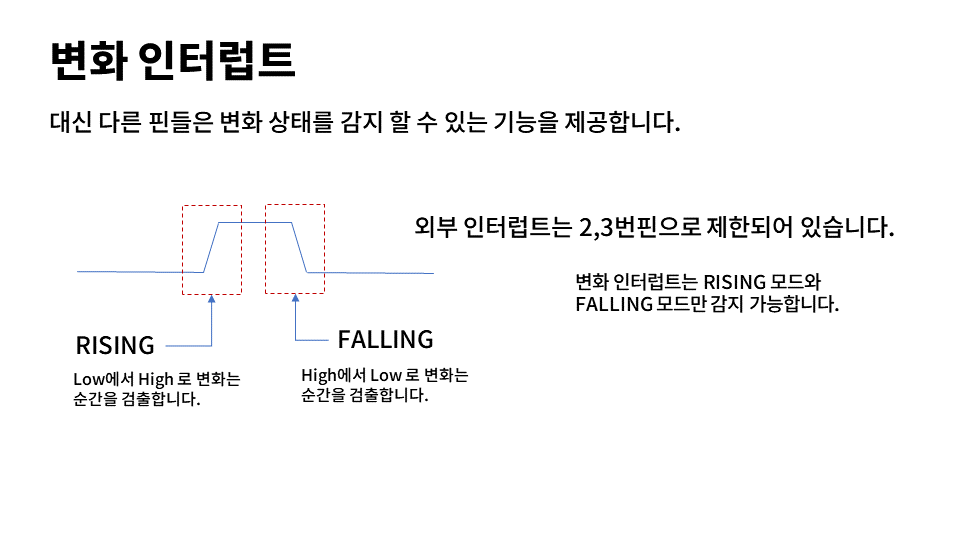 변화 인터럽트
대신 다른 핀들은 변화 상태를 감지 할 수 있는 기능을 제공합니다.
외부 인터럽트는 2,3번핀으로 제한되어 있습니다.
변화 인터럽트는 RISING 모드와
FALLING 모드만 감지 가능합니다.
RISING
Low에서 High 로 변화는
순간을 검출합니다.
FALLING
High에서 Low 로 변화는
순간을 검출합니다.